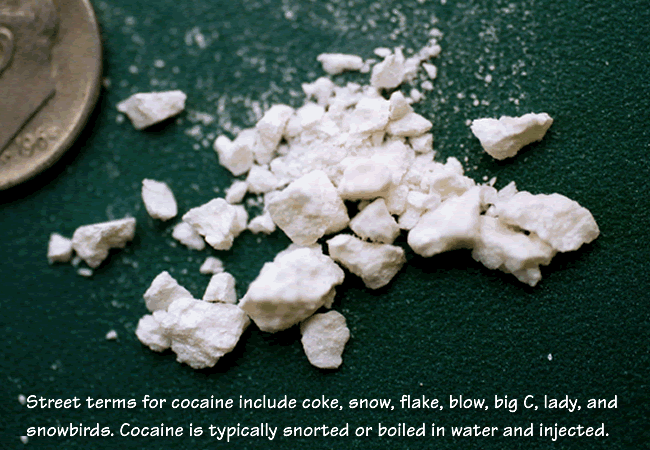 Street terms for cocaine include coke, snow, flake, blow, big C, lady, and
snowbirds. Cocaine is typically snorted or boiled in water and injected.